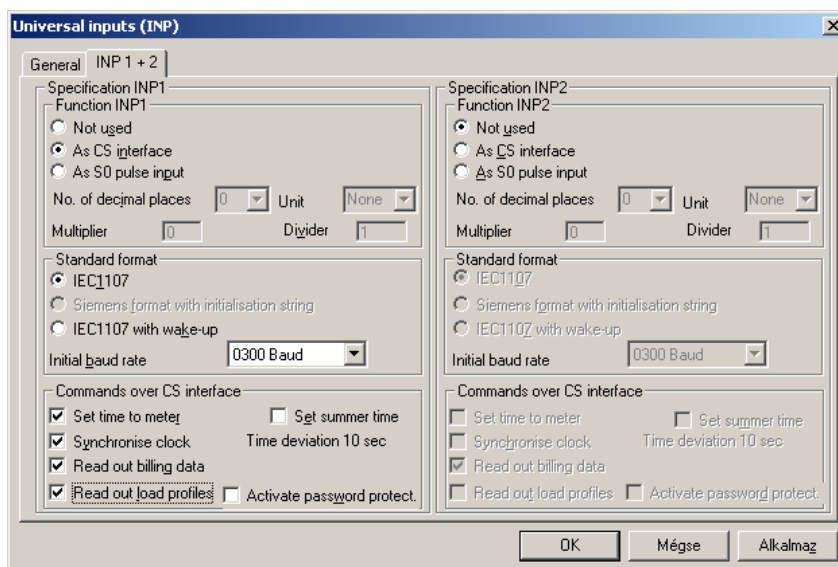 Universal inputs (INP)
General
INP 1 + 2
Specification INP1
Function INP1
Not used
As CS interface
As S0 pulse input
No. of decimal places 0 Unit None
Multiplier 0 Divider 1
Standard format
IEC1107
Siemens format with initialisation string
IEC1107 with wake-up
Initial baud rate 0300 Baud
Commands over CS interface
Set time to meter Set summer time
Synchronise clock Time deviation 10 sec
Read out billing data
Read out load profiles Activate password protect.
Specification INP2
Function INP2
Not used
As CS interface
As S0 pulse input
No. of decimal places 0 Unit None
Multiplier 0 Divider 1
Standard format
IEC1107
Siemens format with initialisation string
IEC1107 with wake-up
Initial baud rate 0300 Baud
Commands over CS interface
Set time to meter Set summer time
Synchronise clock Time deviation 10 sec
Read out billing data
Read out load profiles Activate password protect.
OK Mégse Alkalmaz